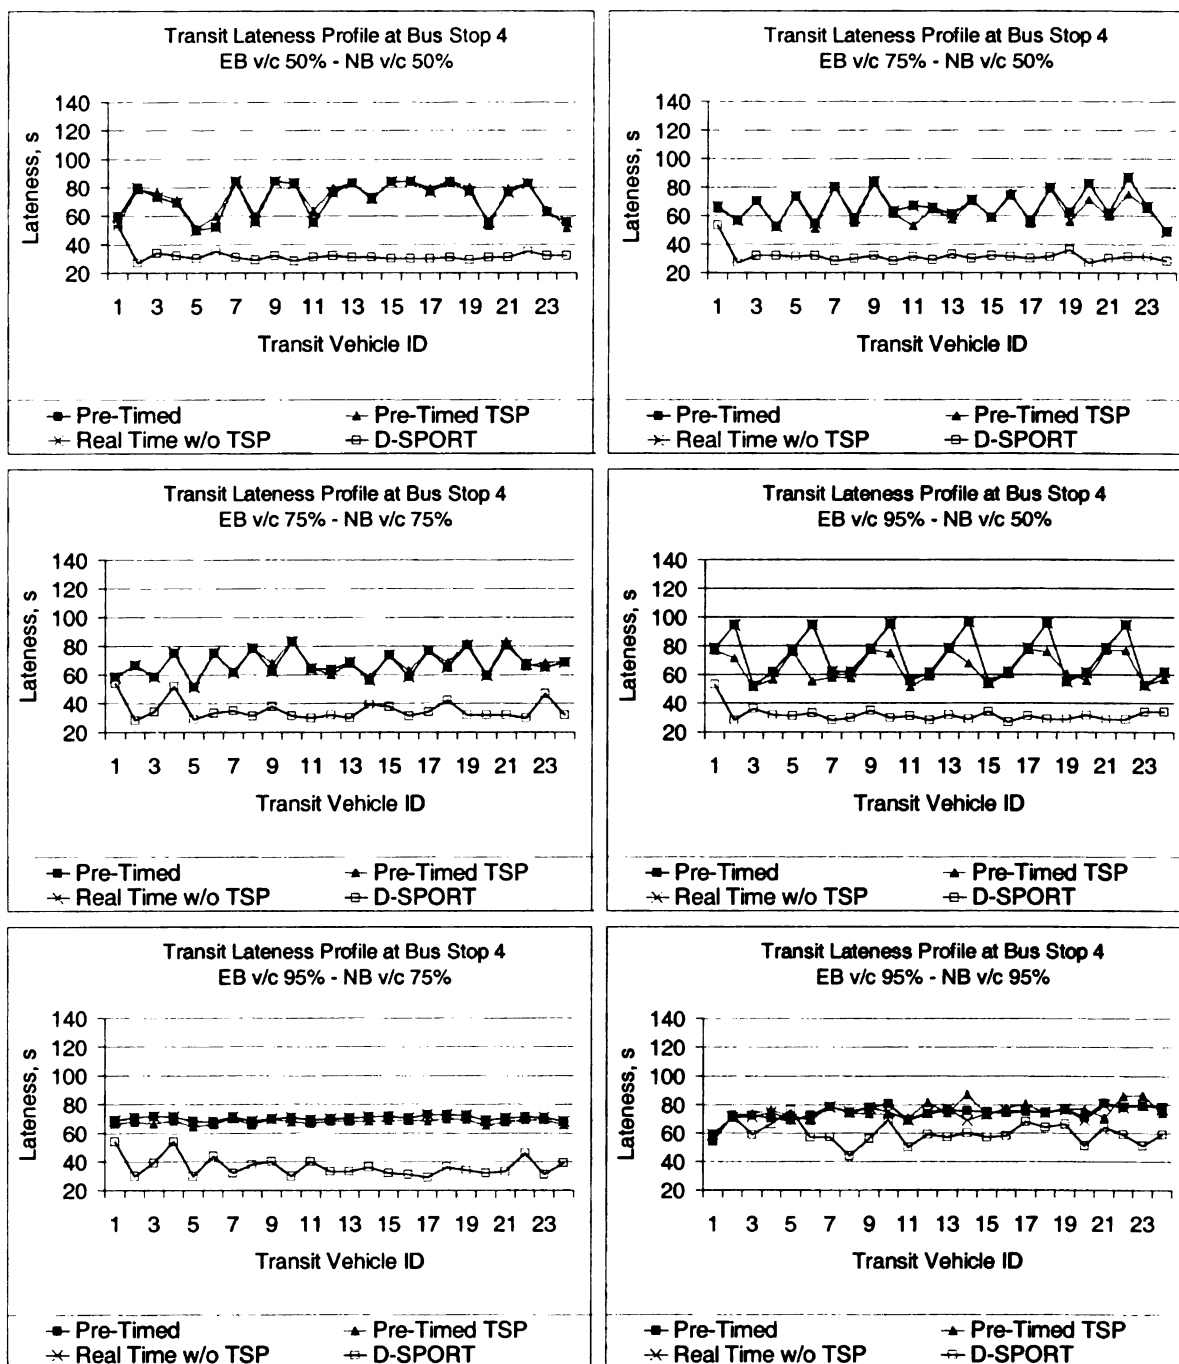 Transit Lateness Profile at Bus Stop 4
EB v/c 50% - NB v/c 50%
140
120
100
80
60
40
20
Lateness, s
1 3 5 7 9 11 13 15 17 19 21 23
Transit Vehicle ID
Pre-Timed Pre-Timed TSP
Real Time w/o TSP D-SPORT
Transit Lateness Profile at Bus Stop 4
EB v/c 75% - NB v/c 50%
140
120
100
80
60
40
20
Lateness, s
1 3 5 7 9 11 13 15 17 19 21 23
Transit Vehicle ID
Pre-Timed Pre-Timed TSP
Real Time w/o TSP D-SPORT
Transit Lateness Profile at Bus Stop 4
EB v/c 75% - NB v/c 75%
140
120
100
80
60
40
20
Lateness, s
1 3 5 7 9 11 13 15 17 19 21 23
Transit Vehicle ID
Pre-Timed Pre-Timed TSP
Real Time w/o TSP D-SPORT
Transit Lateness Profile at Bus Stop 4
EB v/c 95% - NB v/c 50%
140
120
100
80
60
40
20
Lateness, s
1 3 5 7 9 11 13 15 17 19 21 23
Transit Vehicle ID
Pre-Timed Pre-Timed TSP
Real Time w/o TSP D-SPORT
Transit Lateness Profile at Bus Stop 4
EB v/c 95% - NB v/c 75%
140
120
100
80
60
40
20
Lateness, s
1 3 5 7 9 11 13 15 17 19 21 23
Transit Vehicle ID
Pre-Timed Pre-Timed TSP
Real Time w/o TSP D-SPORT
Transit Lateness Profile at Bus Stop 4
EB v/c 95% - NB v/c 95%
140
120
100
80
60
40
20
Lateness, s
1 3 5 7 9 11 13 15 17 19 21 23
Transit Vehicle ID
Pre-Timed Pre-Timed TSP
Real Time w/o TSP D-SPORT